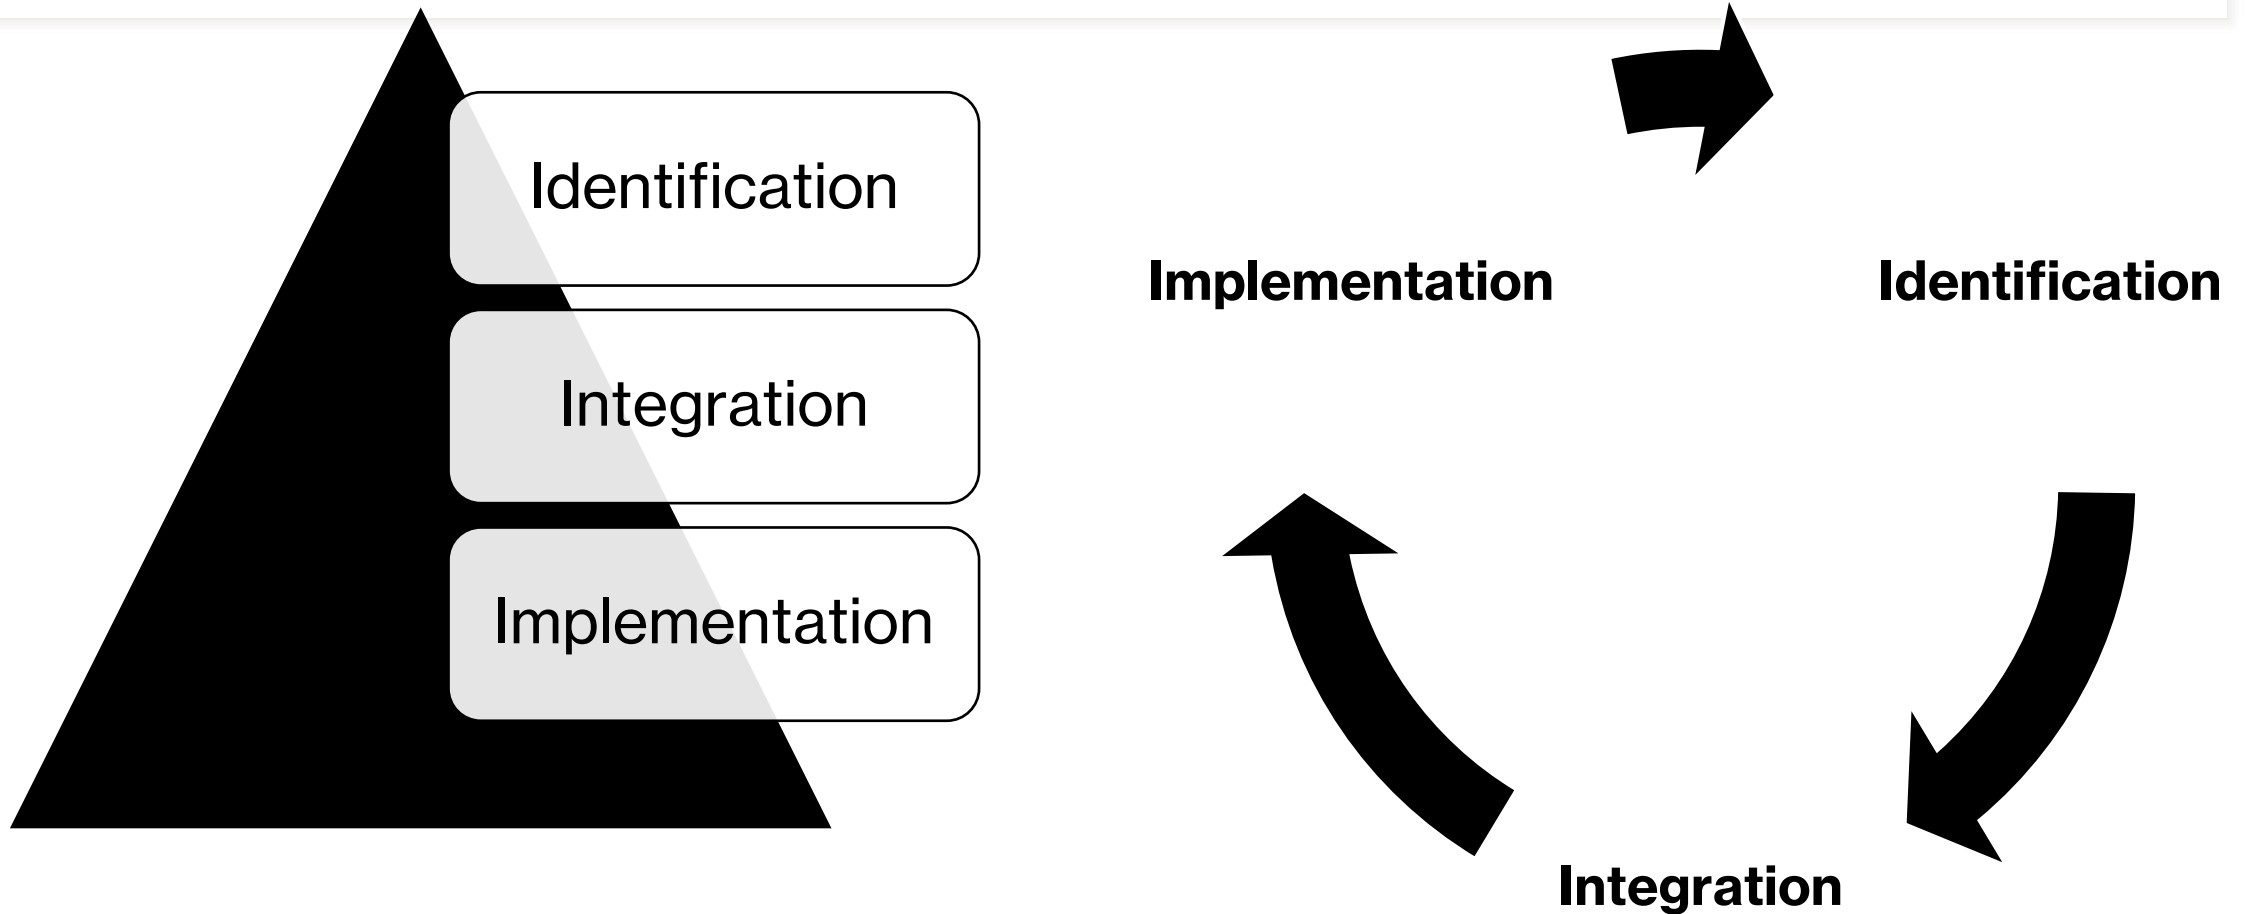 Identification
Integration
Implementation
Implementation
Identification
Integration